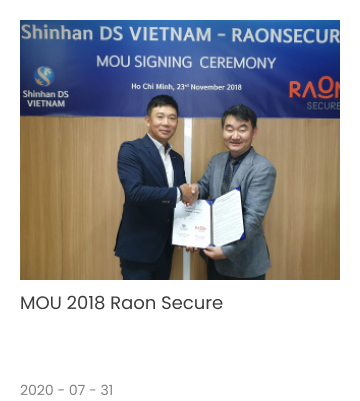 Shinhan DS VIETNAM - RAONSECUR
MOU SIGNING CEREMONY
Ho Chi Minh, 23rd November 2018
Shinhan DS
VIETNAM
RAON
SECURE
MOU 2018 Raon Secure
2020 - 07 - 31